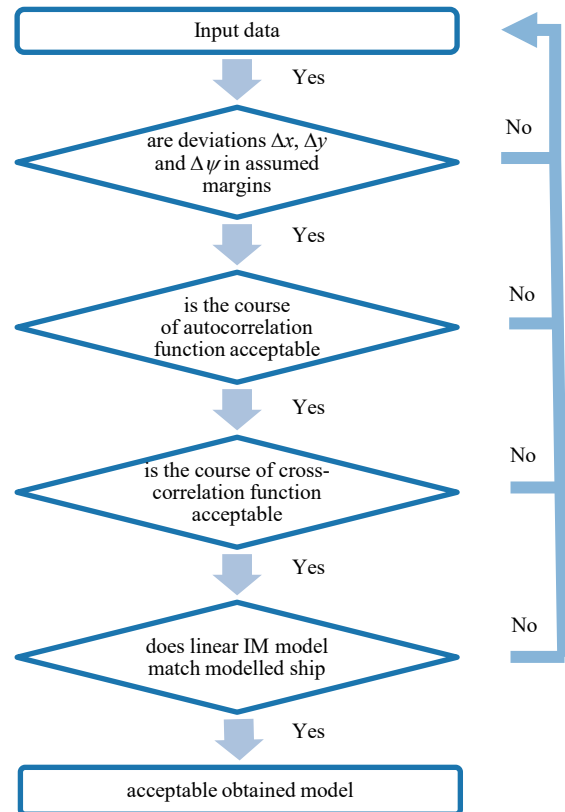 Input data
Yes
are deviations Δx, Δy
and Δψ in assumed
margins
No
Yes
is the course
of autocorrelation
function acceptable
No
Yes
is the course of cross-
correlation function
acceptable
No
Yes
does linear IM model
match modelled ship
No
Yes
acceptable obtained model